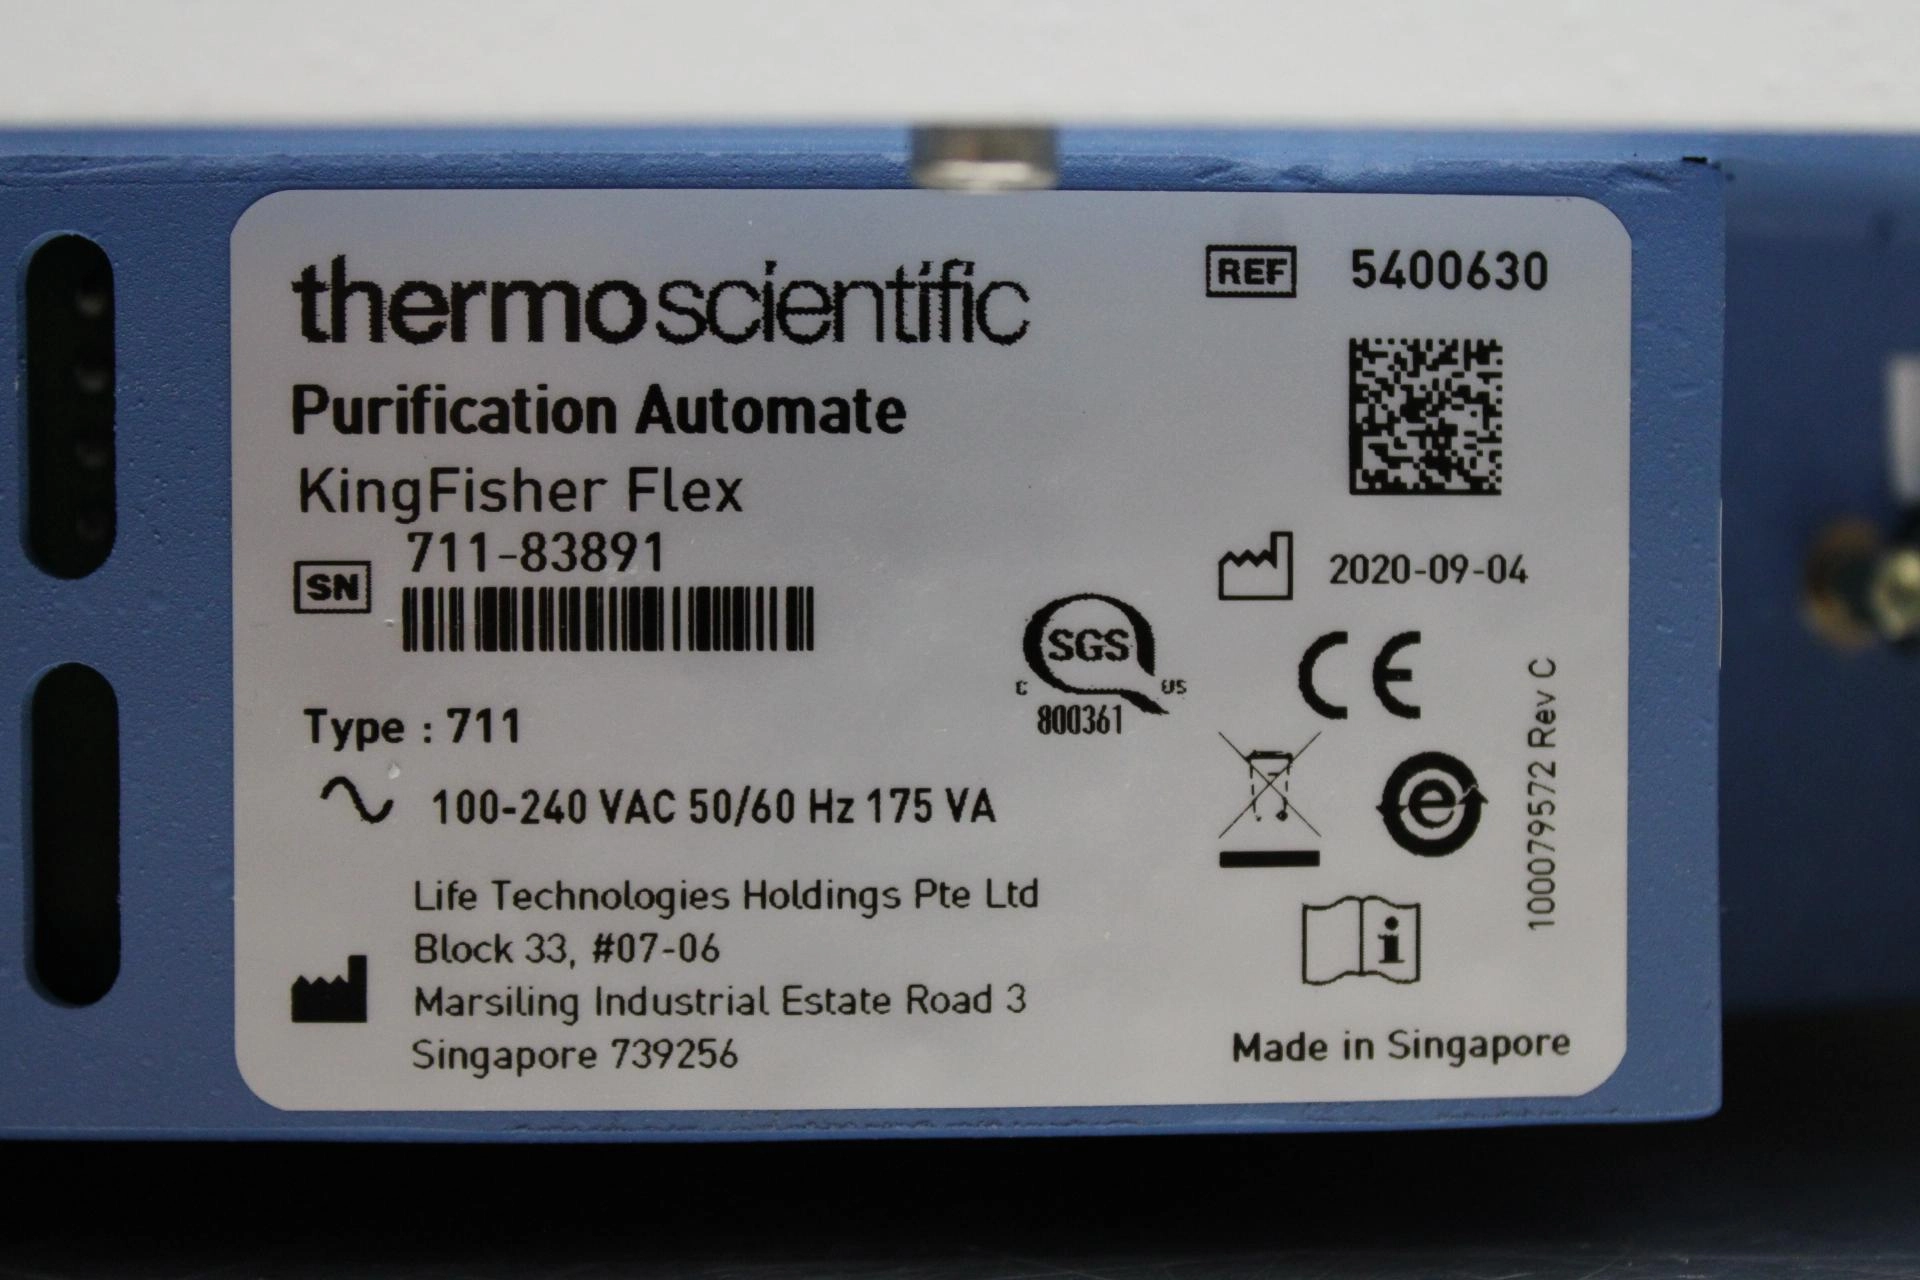 thermo scientific
Purification Automate
KingFisher Flex
SN
711-83891
Type : 711
100-240 VAC 50/60 Hz 175 VA
Life Technologies Holdings Pte Ltd
Block 33, #07-06
Marsiling Industrial Estate Road 3
Singapore 739256
SGS
C US
800361
REF 5400630
2020-09-04
CE
e
i
100079572 Rev C
Made in Singapore